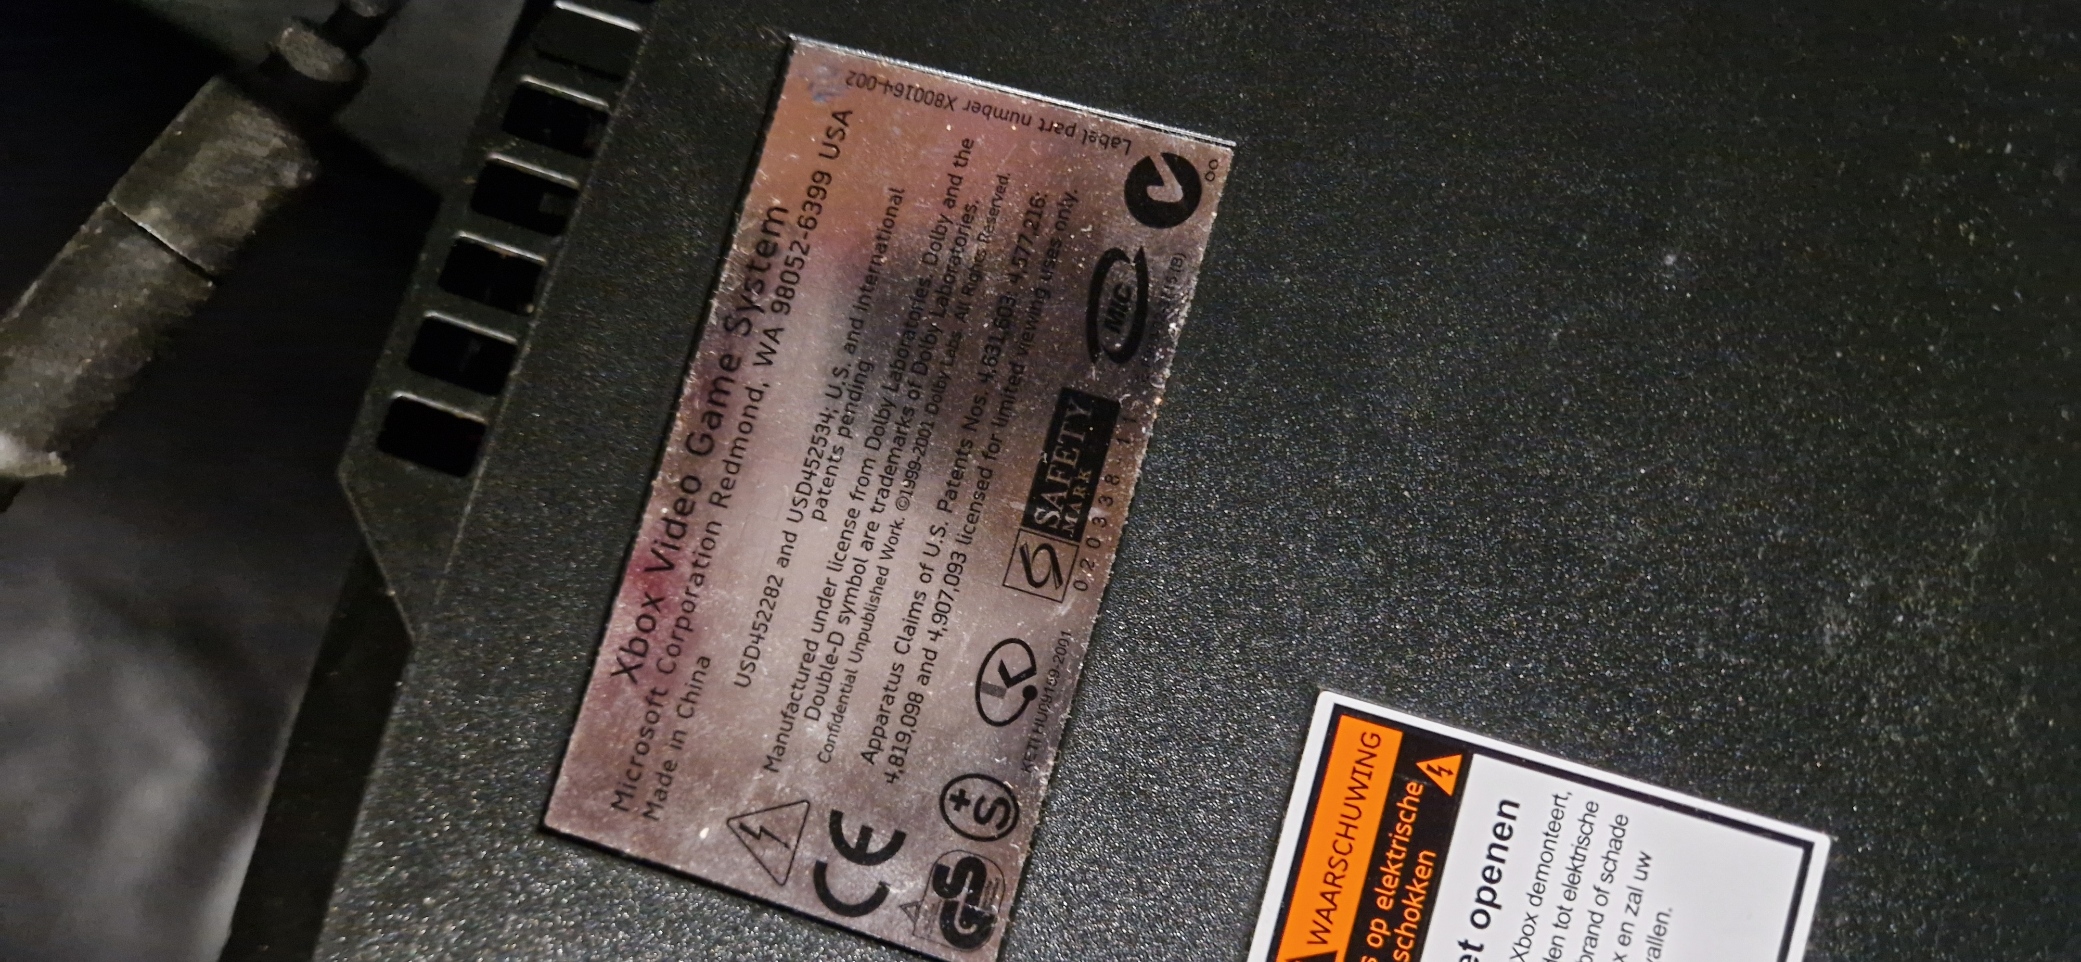 Label part number X800164-002
Xbox Video Game System
Microsoft Corporation Redmond, WA 98052-6399 USA
Made in China
USD452282 and USD452534; U.S. and International
patents pending
Manufactured under license from Dolby Laboratories. Dolby and the
Double-D symbol are trademarks of Dolby Laboratories.
Confidential Unpublished Work. ©1999-2001 Dolby Labs. All Rights Reserved.
Apparatus Claims of U.S. Patents Nos. 4,631,603; 4,577,216;
4,819,098 and 4,907,093 licensed for limited viewing uses only.
CE
GS
S+
K
S SAFETY
MARK
MIC
WAARSCHUWING
op elektrische
schokken
openen
Xbox demonteert,
tot elektrische
brand of schade
en zal uw